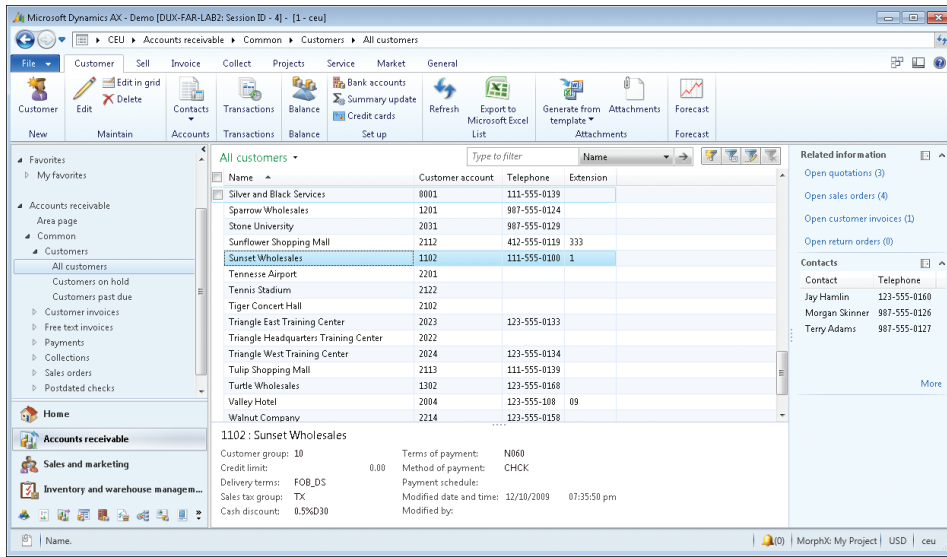 Microsoft Dynamics AX - Demo [DUX-FAR-LAB2: Session ID - 4] - [1 - ceu]
CEU Accounts receivable Common Customers All customers
File Customer Sell Invoice Collect Projects Service Market General
Customer Edit Edit in grid Delete Contacts Transactions Balance Bank accounts Summary update Credit cards Refresh Export to Microsoft Excel Generate from template Attachments Forecast
New Maintain Accounts Transactions Balance Set up List Attachments Forecast
Favorites
My favorites
Accounts receivable
Area page
Common
Customers
All customers
Customers on hold
Customers past due
Customer invoices
Free text invoices
Payments
Collections
Sales orders
Postdated checks
Home
Accounts receivable
Sales and marketing
Inventory and warehouse managem...
All customers Type to filter Name
Name Customer account Telephone Extension
Silver and Black Services 8001 111-555-0139
Sparrow Wholesales 1201 987-555-0124
Stone University 2031 987-555-0129
Sunflower Shopping Mall 2112 412-555-0119 333
Sunset Wholesales 1102 111-555-0100 1
Tennesse Airport 2201
Tennis Stadium 2122
Tiger Concert Hall 2102
Triangle East Training Center 2023 123-555-0133
Triangle Headquarters Training Center 2022
Triangle West Training Center 2024 123-555-0134
Tulip Shopping Mall 2113 111-555-0139
Turtle Wholesales 1302 123-555-0168
Valley Hotel 2004 123-555-108 09
Walnut Company 2214 123-555-0158
1102 : Sunset Wholesales
Customer group: 10 Terms of payment: N060
Credit limit: 0.00 Method of payment: CHCK
Delivery terms: FOB_DS Payment schedule:
Sales tax group: TX Modified date and time: 12/10/2009 07:35:50 pm
Cash discount: 0.5%D30 Modified by:
Related information
Open quotations (3)
Open sales orders (4)
Open customer invoices (1)
Open return orders (0)
Contacts
Contact Telephone
Jay Hamlin 123-555-0160
Morgan Skinner 987-555-0126
Terry Adams 987-555-0127
More
Name. (0) MorphX: My Project USD ceu